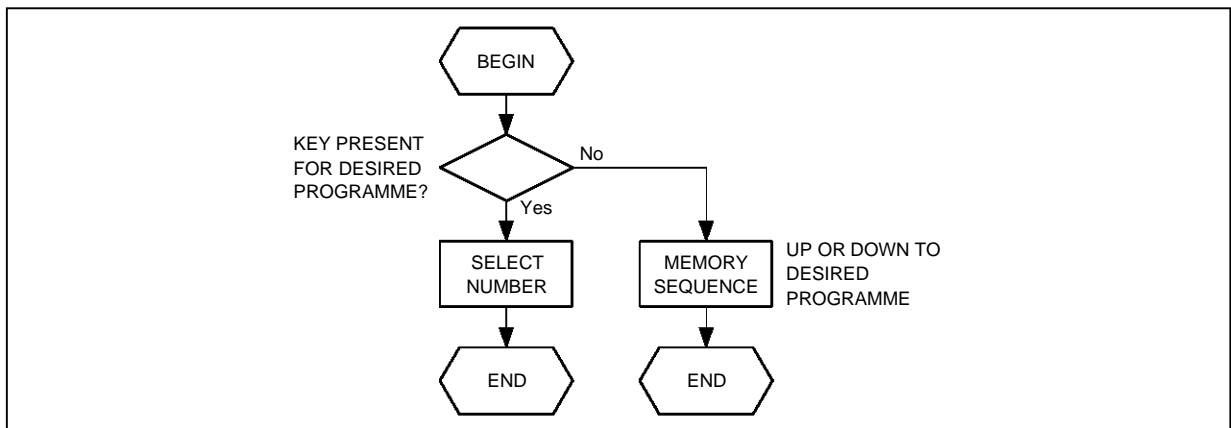 BEGIN
KEY PRESENT
FOR DESIRED
PROGRAMME?
No
Yes
SELECT
NUMBER
MEMORY
SEQUENCE
UP OR DOWN TO
DESIRED
PROGRAMME
END
END